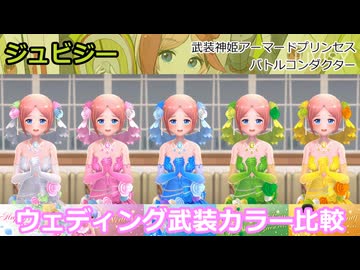 ジュビジー
武装神姫アーマードプリンセス
バトルコンダクター
ウェディング武装カラー比較